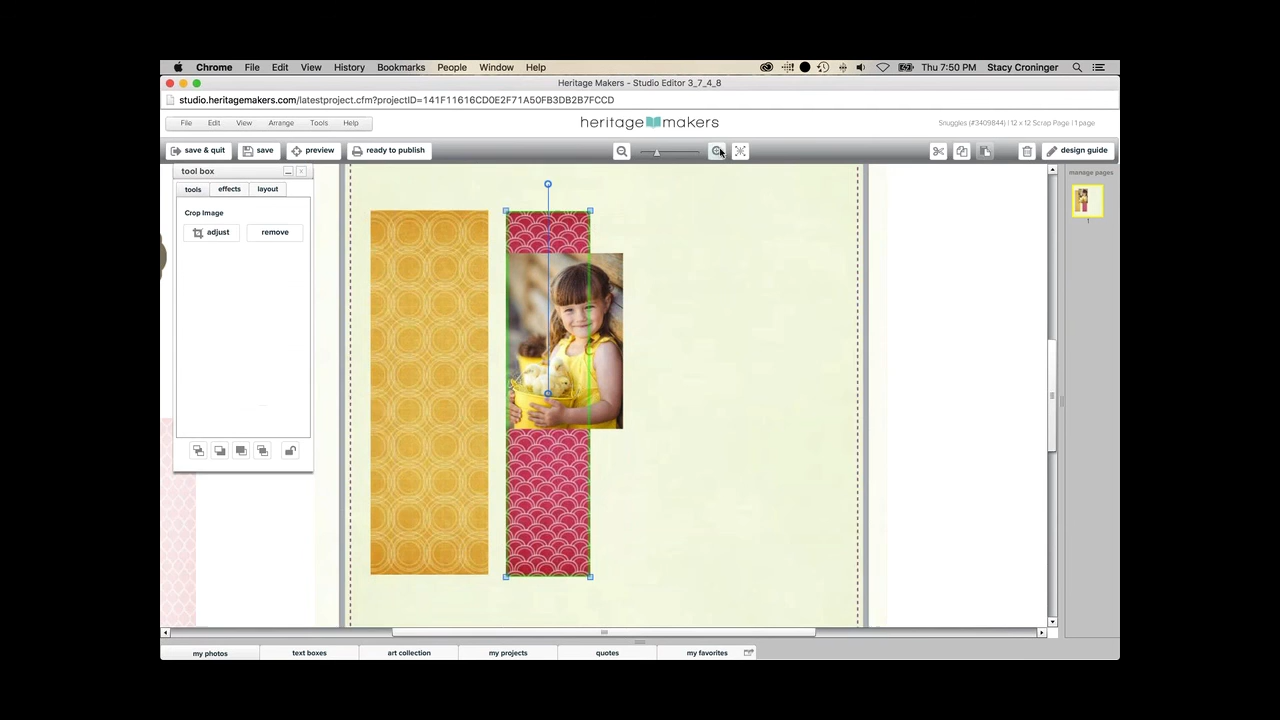 Chrome File Edit View History Bookmarks People Window Help Thu 7:50 PM Stacy Croninger
Heritage Makers - Studio Editor 3_7_4_8
studio.heritagemakers.com/latestproject.cfm?projectID=141F11616CD0E2F71A50FB3DB2B7FCCD
File Edit View Arrange Tools Help heritage makers Snuggles (#3409844) | 12 x 12 Scrap Page | 1 page
save & quit save preview ready to publish design guide
tool box manage pages
tools effects layout
Crop Image
1
adjust remove
my photos text boxes art collection my projects quotes my favorites